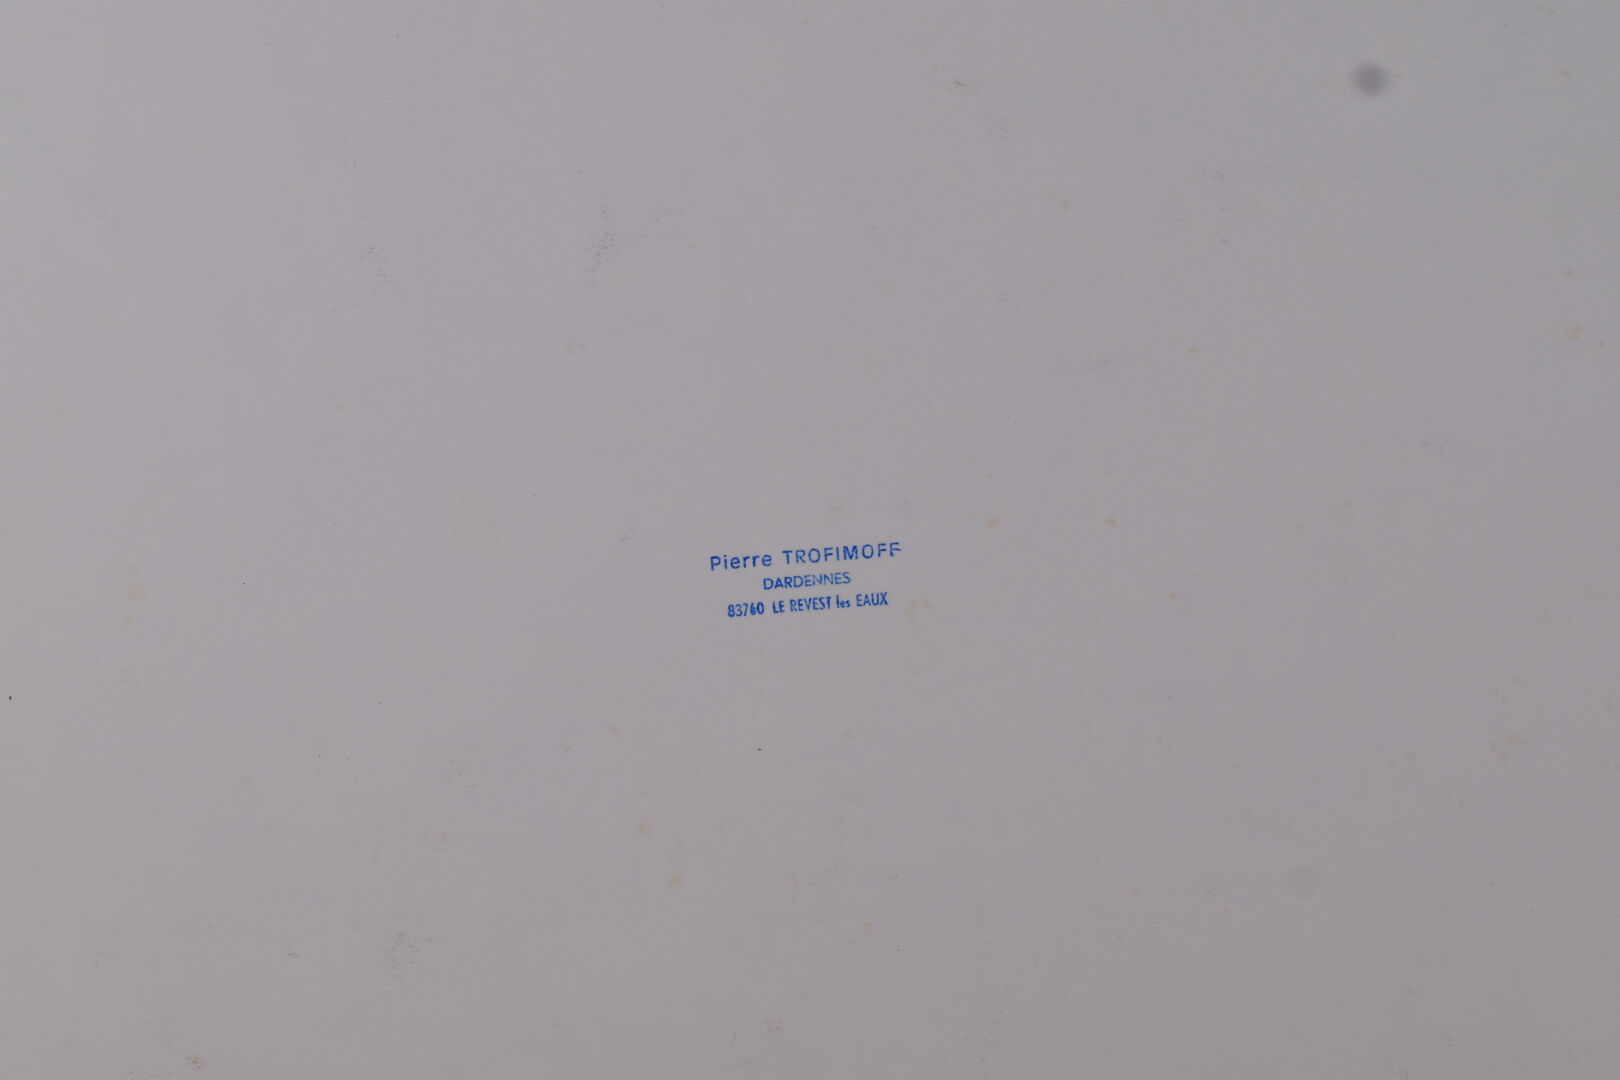 Pierre TROFIMOFF
DARDENNES
83760 LE REVEST les EAUX